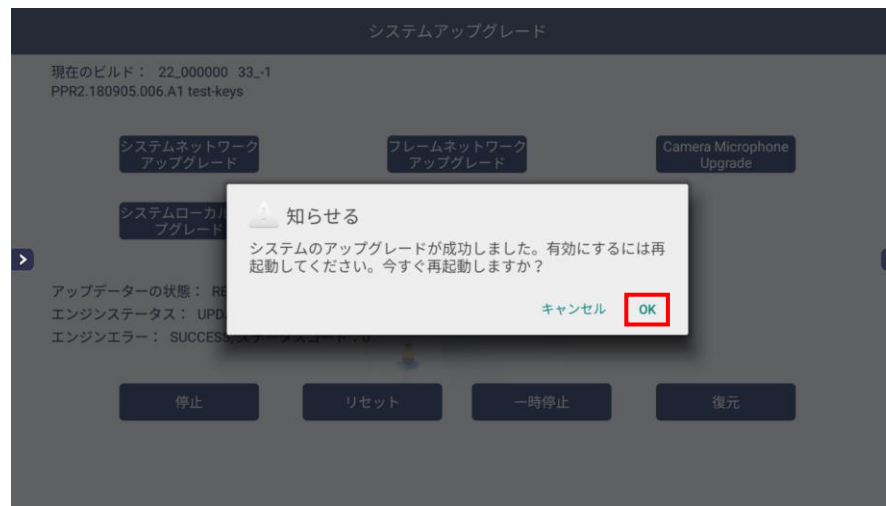 システムアップグレード
現在のビルド： 22_000000 33_-1
PPR2.180905.006.A1 test-keys
システムネットワーク
アップグレード
フレームネットワーク
アップグレード
Camera Microphone
Upgrade
システムローカル
プグレード
知らせる
システムのアップグレードが成功しました。有効にするには再
起動してください。今すぐ再起動しますか？
キャンセル OK
アップデーターの状態： RE
エンジンステータス： UPD
エンジンエラー： SUCCESS, ステータスコード：0
停止
リセット
一時停止
復元